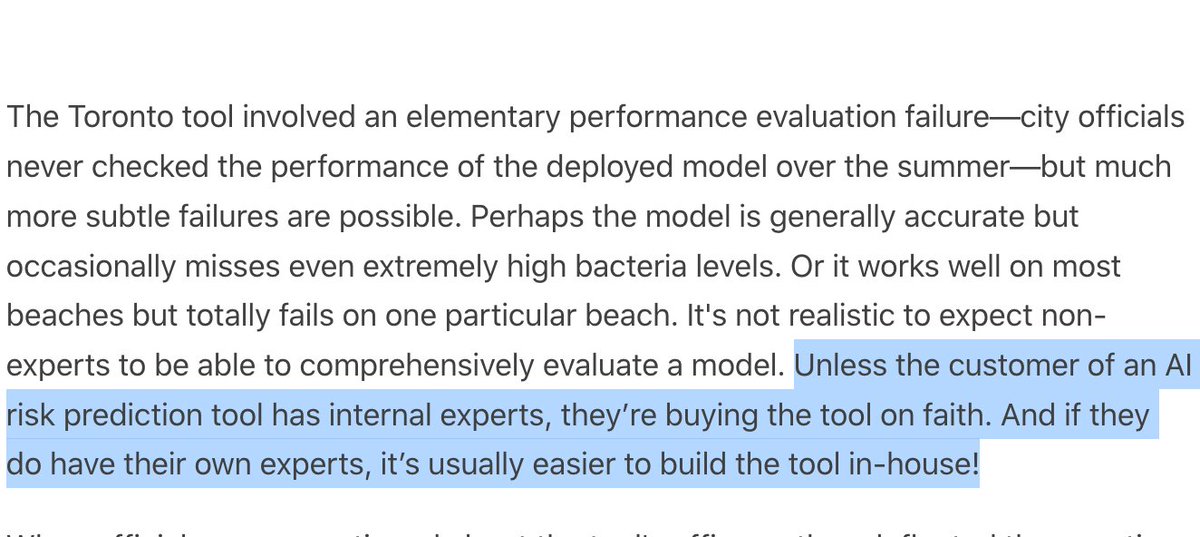 The Toronto tool involved an elementary performance evaluation failure—city officials
never checked the performance of the deployed model over the summer—but much
more subtle failures are possible. Perhaps the model is generally accurate but
occasionally misses even extremely high bacteria levels. Or it works well on most
beaches but totally fails on one particular beach. It's not realistic to expect non-
experts to be able to comprehensively evaluate a model. Unless the customer of an AI
risk prediction tool has internal experts, they’re buying the tool on faith. And if they
do have their own experts, it’s usually easier to build the tool in-house!